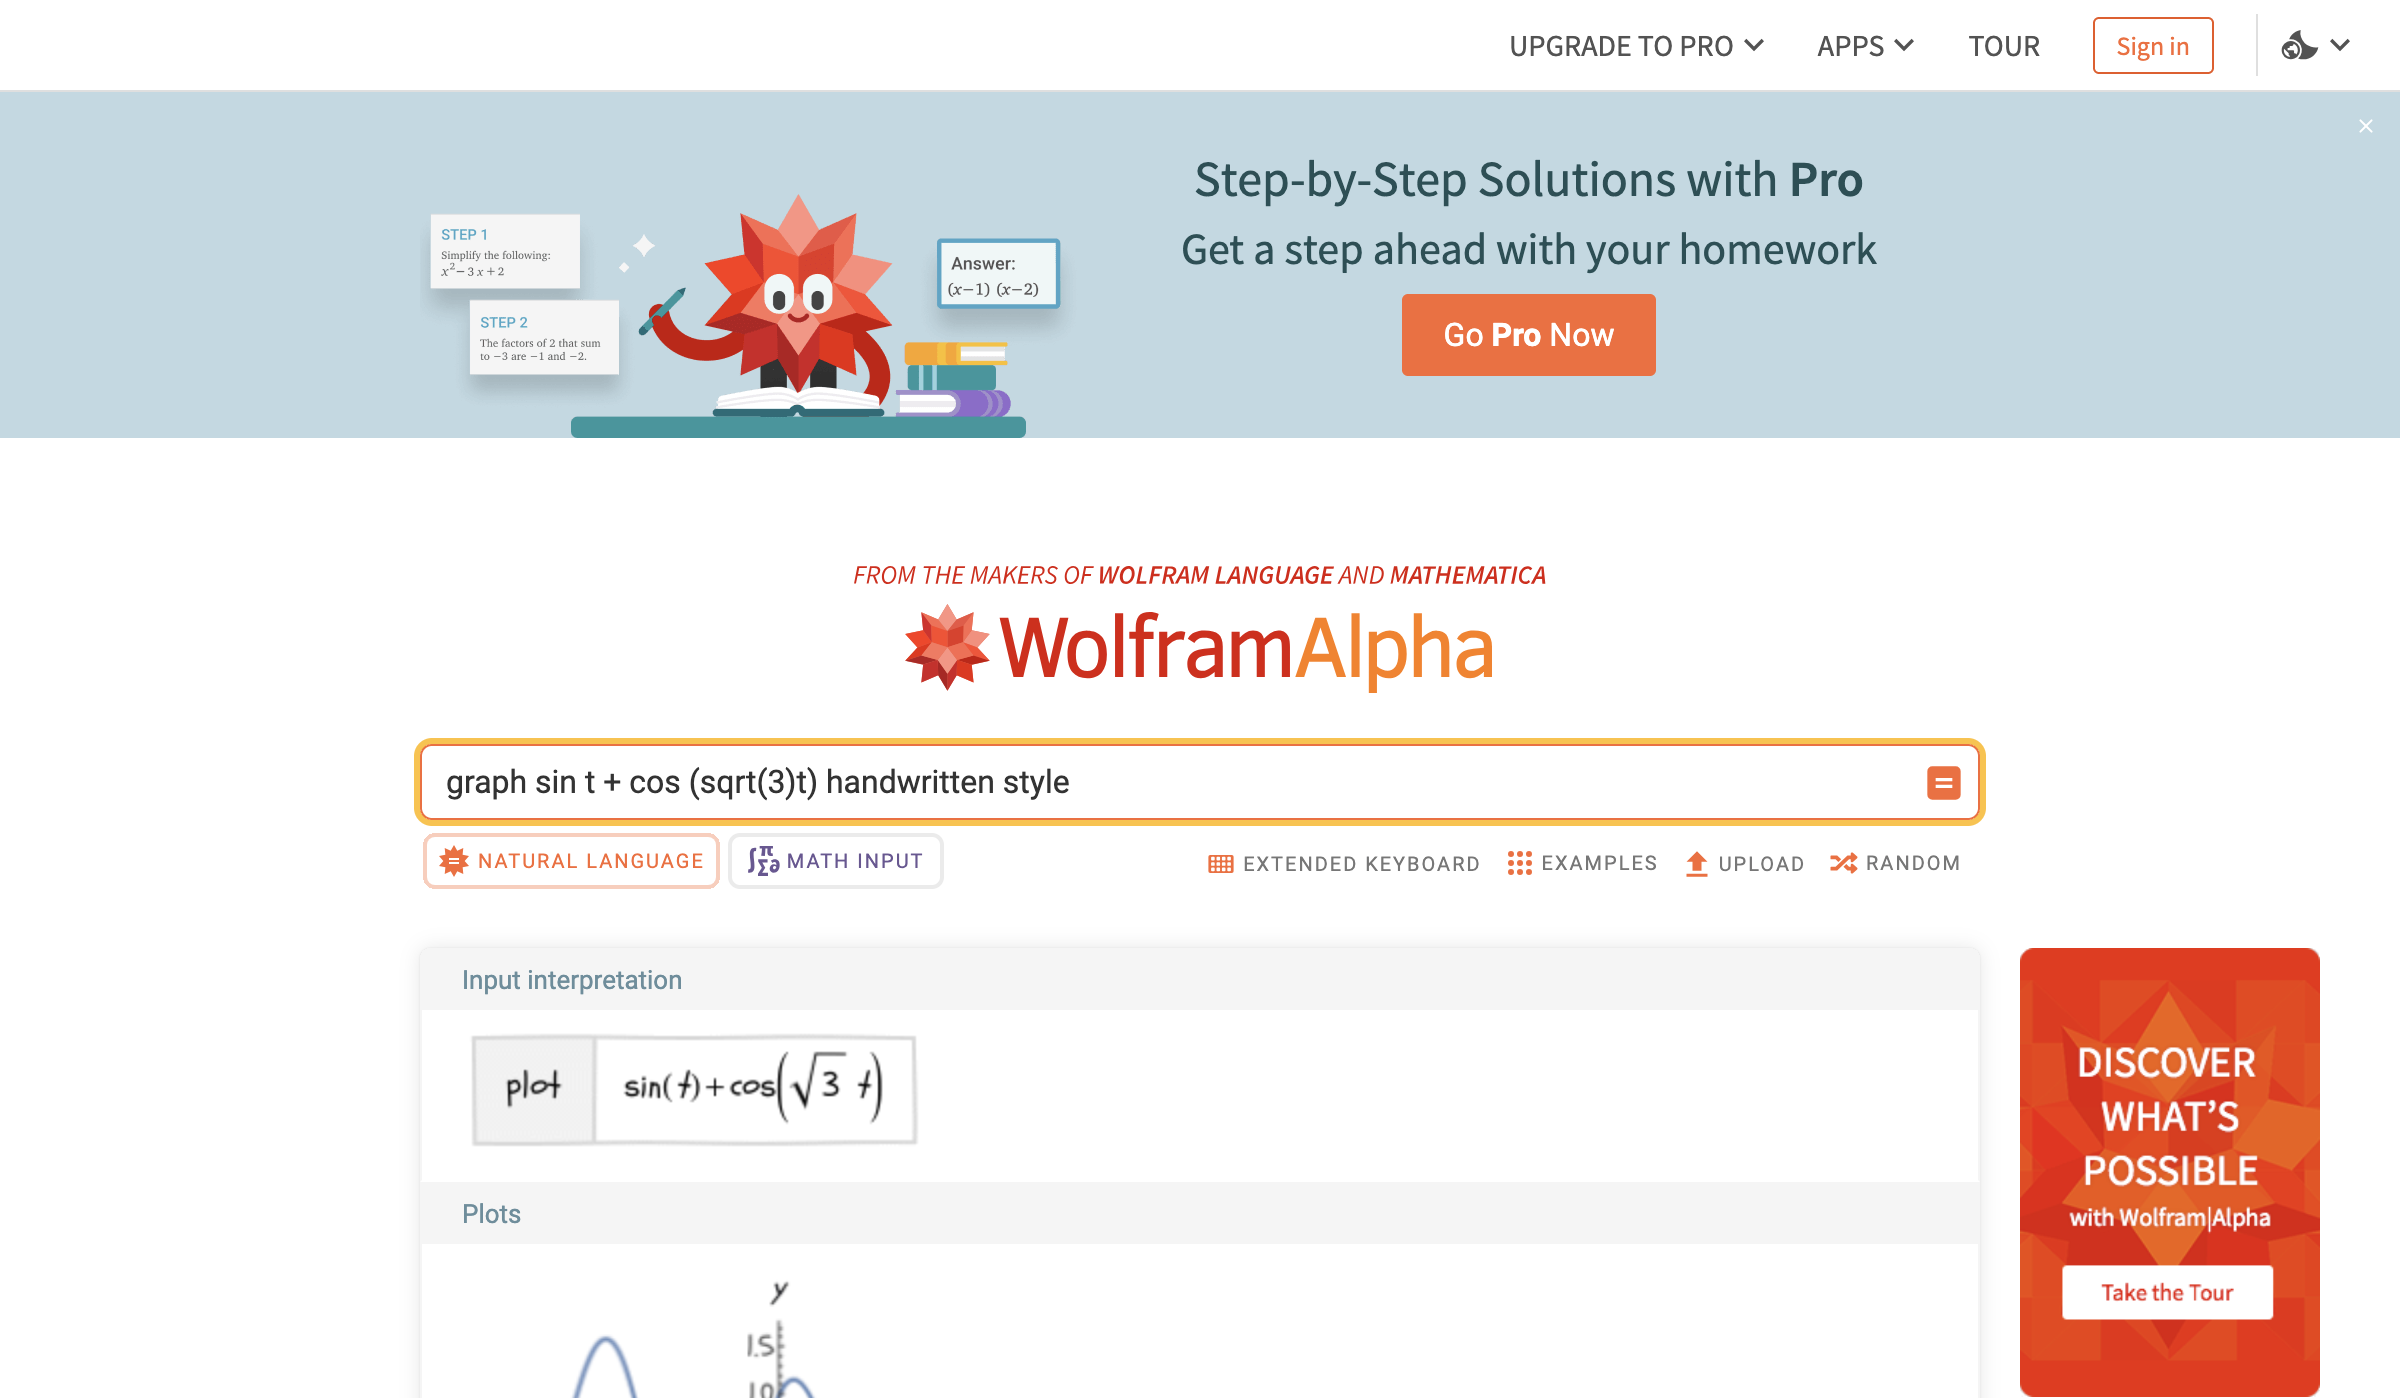 UPGRADE TO PRO
APPS
TOUR
Sign in
STEP 1
Simplify the following:
x²−3 x+2
STEP 2
The factors of 2 that sum
to −3 are −1 and −2.
Answer:
(x−1) (x−2)
Step-by-Step Solutions with Pro
Get a step ahead with your homework
Go Pro Now
FROM THE MAKERS OF WOLFRAM LANGUAGE AND MATHEMATICA
WolframAlpha
graph sin t + cos (sqrt(3)t) handwritten style
=
NATURAL LANGUAGE
∫π Σ∂ MATH INPUT
EXTENDED KEYBOARD
EXAMPLES
UPLOAD
RANDOM
Input interpretation
plot
sin(t)+cos(√3 t)
Plots
y
1.5
1.0
DISCOVER
WHAT'S
POSSIBLE
with Wolfram|Alpha
Take the Tour